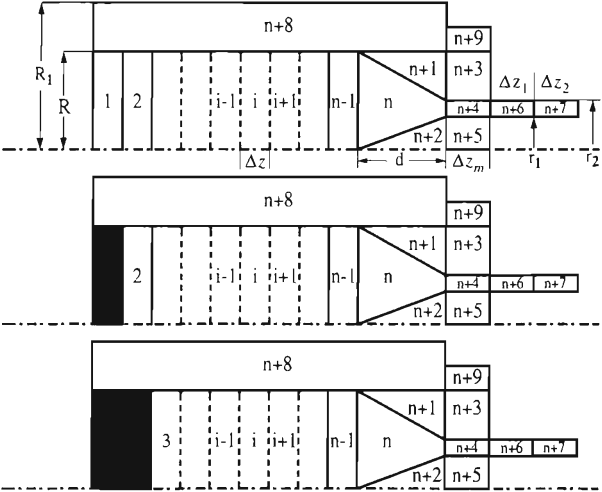 n+8
n+9
R₁
R
1 2 i-1 i i+1 n-1 n n+1 n+3 Δz₁ Δz₂
n+4 n+6 n+7
n+2 n+5
Δz d Δzₘ r₁ r₂
n+8
n+9
2 i-1 i i+1 n-1 n n+1 n+3
n+4 n+6 n+7
n+2 n+5
n+8
n+9
3 i-1 i i+1 n-1 n n+1 n+3
n+4 n+6 n+7
n+2 n+5